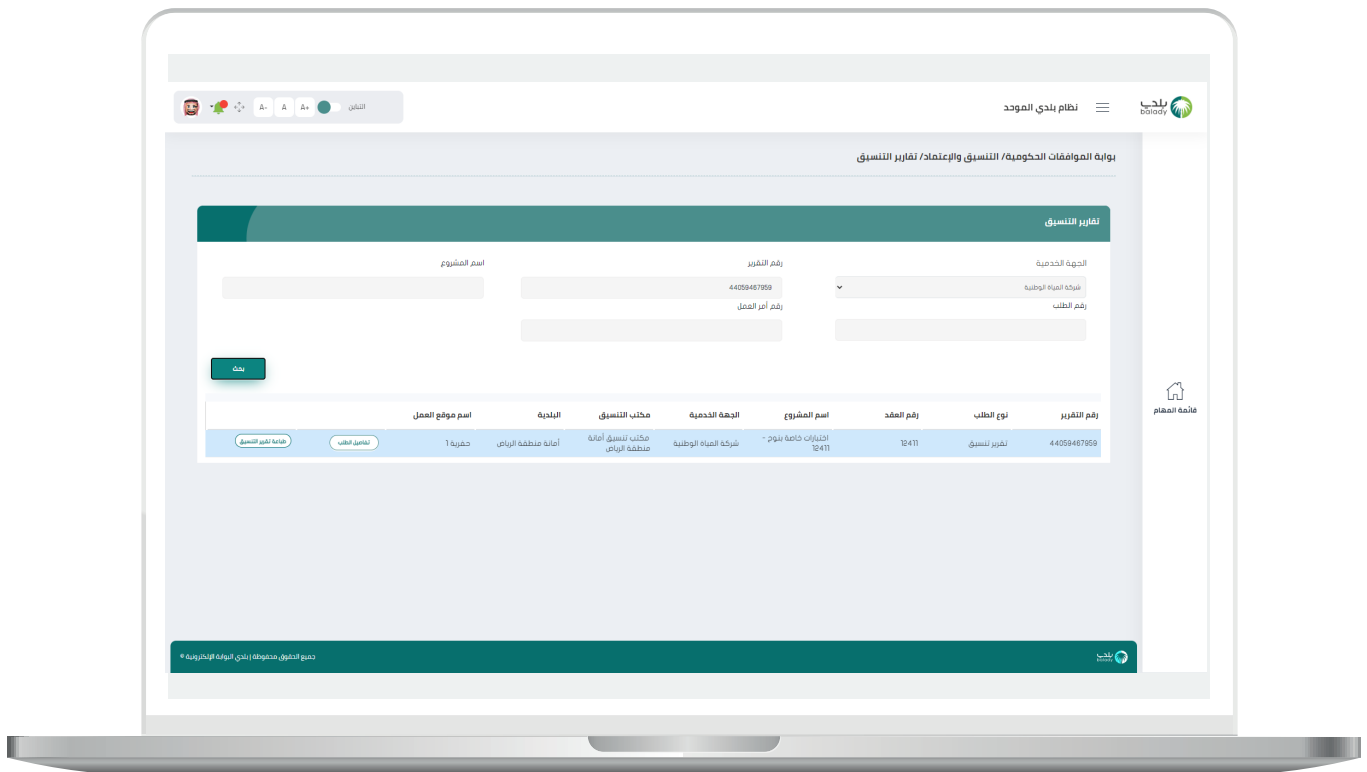 بلدي
balady
نظام بلدي الموحد
التباين
A+
A
A-
بوابة الموافقات الحكومية/ التنسيق والإعتماد/ تقارير التنسيق
تقارير التنسيق
الجهة الخدمية
رقم التقرير
اسم المشروع
شركة المياه الوطنية
44059467959
رقم الطلب
رقم أمر العمل
بحث
قائمة المهام
رقم التقرير نوع الطلب رقم العقد اسم المشروع الجهة الخدمية مكتب التنسيق البلدية اسم موقع العمل
44059467959 تقرير تنسيق 12411 اختبارات خاصة بنوح - شركة المياه الوطنية مكتب تنسيق أمانة أمانة منطقة الرياض حفرية 1 تفاصيل الطلب طباعة تقرير التنسيق
12411 منطقة الرياض
بلدي
balady
جميع الحقوق محفوظة | بلدي البوابة الإلكترونية ©